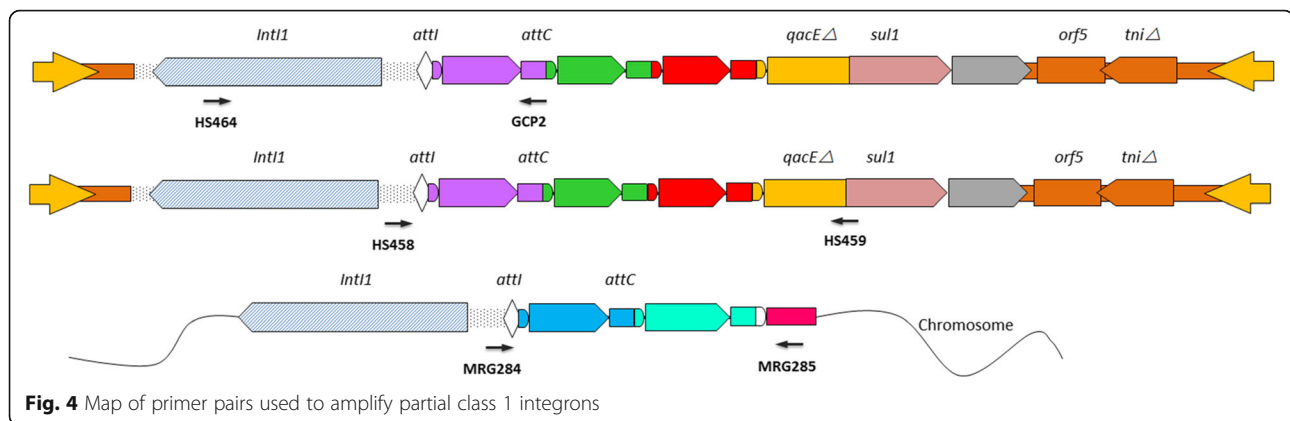 IntI1 attI attC qacE△ sul1 orf5 tni△
HS464 GCP2
IntI1 attI attC qacE△ sul1 orf5 tni△
HS458 HS459
IntI1 attI attC
Chromosome
MRG284 MRG285
Fig. 4 Map of primer pairs used to amplify partial class 1 integrons